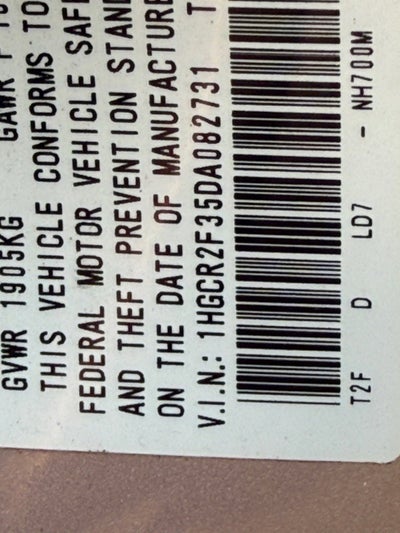 GVWR 1905KG GAWR F
THIS VEHICLE CONFORMS TO
FEDERAL MOTOR VEHICLE SAF
AND THEFT PREVENTION STAN
ON THE DATE OF MANUFACTURE
V.I.N.: 1HGCR2F35DA082731 T
T2F D LD7 - NH700M